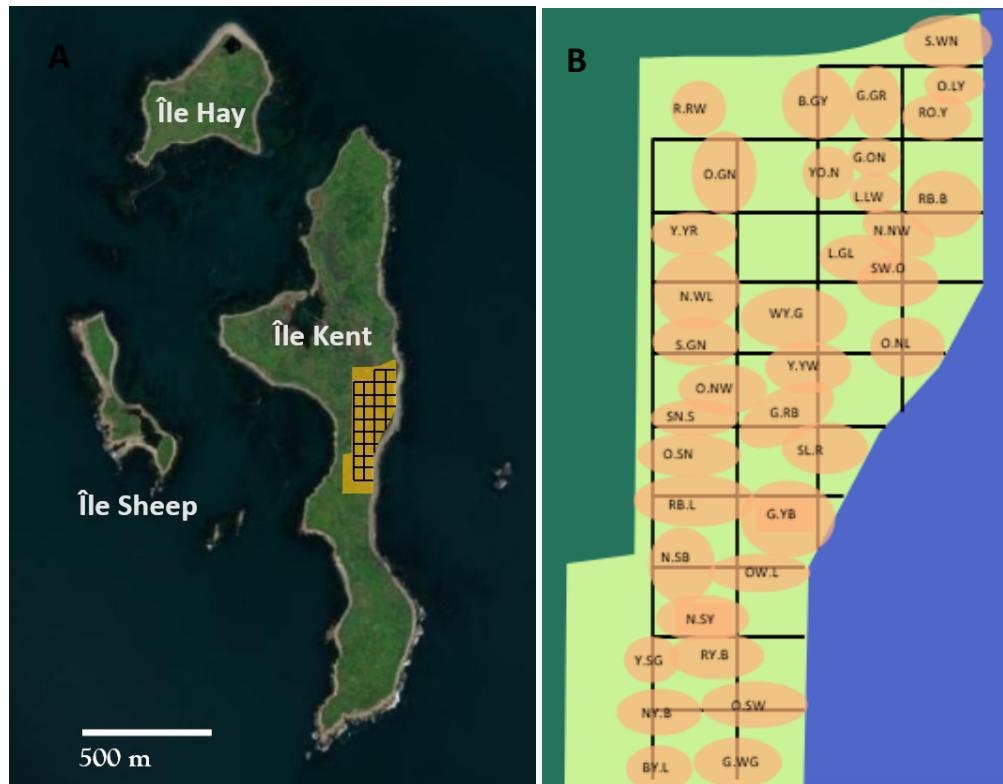 A
Île Hay
Île Kent
Île Sheep
500 m
B
S.WN
O.LY
R.RW
B.GY
G.GR
RO.Y
G.ON
O.GN
YO.N
L.LW
RB.B
Y.YR
N.NW
L.GL
SW.O
N.WL
WY.G
S.GN
O.NL
Y.YW
O.NW
SN.S
G.RB
O.SN
SL.R
RB.L
G.YB
N.SB
OW.L
N.SY
Y.SG
RY.B
NY.B
O.SW
BY.L
G.WG